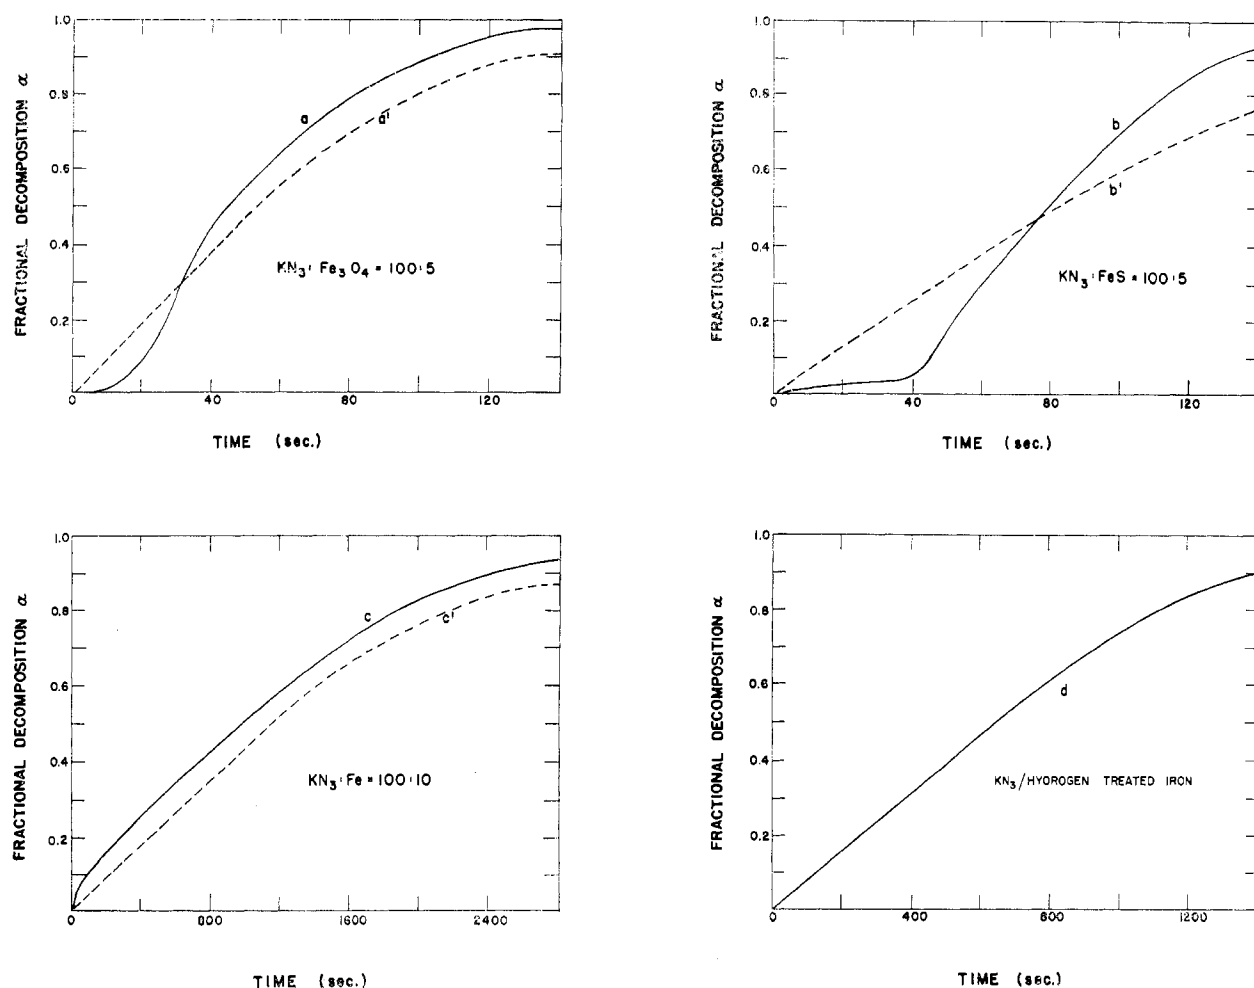 FRACTIONAL DECOMPOSITION α
1.0
0.8
0.6
0.4
0.2
a
a'
KN3: Fe3O4 = 100:5
0 40 80 120
TIME (sec.)
FRACTIONAL DECOMPOSITION α
1.0
0.8
0.6
0.4
0.2
b
b'
KN3:FeS = 100:5
0 40 80 120
TIME (sec.)
FRACTIONAL DECOMPOSITION α
1.0
0.8
0.6
0.4
0.2
c
c'
KN3:Fe = 100:10
0 800 1600 2400
TIME (sec.)
FRACTIONAL DECOMPOSITION α
1.0
0.8
0.6
0.4
0.2
d
KN3/HYDROGEN TREATED IRON
0 400 800 1200
TIME (sec.)